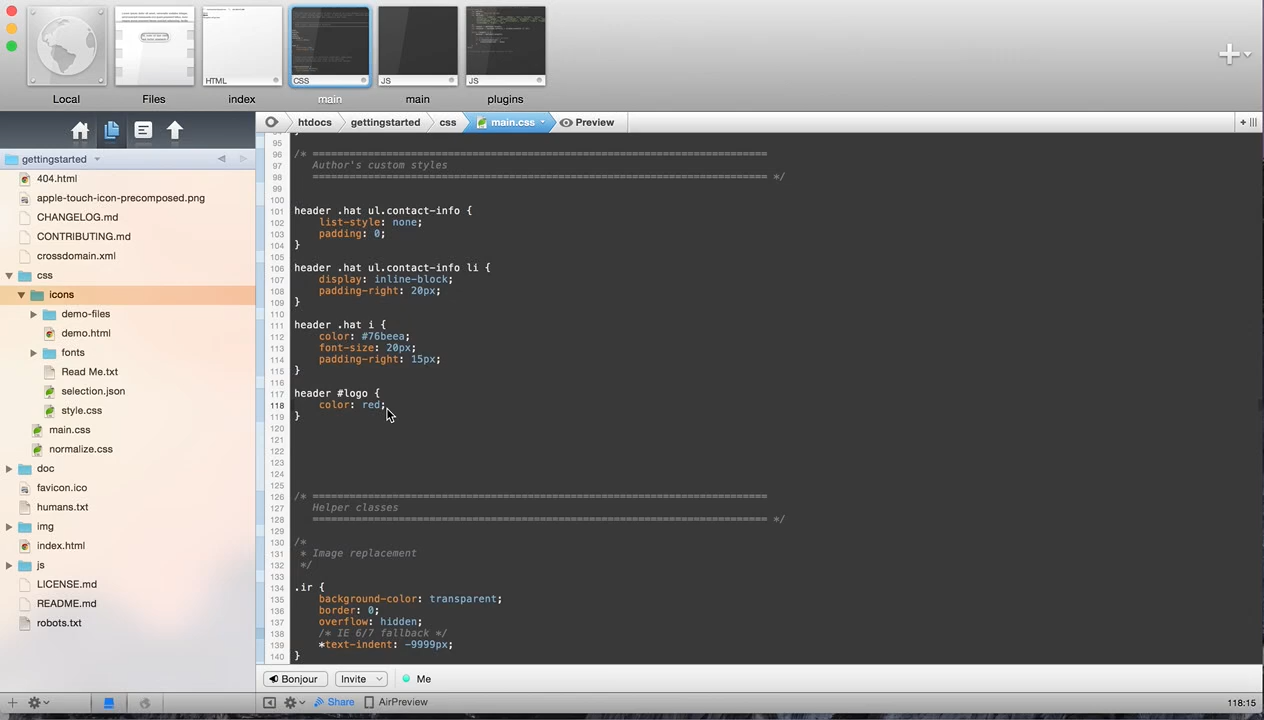 HTML
CSS
JS
JS
Local
Files
index
main
main
plugins
htdocs
gettingstarted
css
main.css
Preview
gettingstarted
404.html
apple-touch-icon-precomposed.png
CHANGELOG.md
CONTRIBUTING.md
crossdomain.xml
css
icons
demo-files
demo.html
fonts
Read Me.txt
selection.json
style.css
main.css
normalize.css
doc
favicon.ico
humans.txt
img
index.html
js
LICENSE.md
README.md
robots.txt
95
96 /* ==========================================================================
97 Author's custom styles
98 ========================================================================== */
99
100
101 header .hat ul.contact-info {
102 list-style: none;
103 padding: 0;
104 }
105
106 header .hat ul.contact-info li {
107 display: inline-block;
108 padding-right: 20px;
109 }
110
111 header .hat i {
112 color: #76beea;
113 font-size: 20px;
114 padding-right: 15px;
115 }
116
117 header #logo {
118 color: red;
119 }
120
121
122
123
124
125
126 /* ==========================================================================
127 Helper classes
128 ========================================================================== */
129
130 /*
131 * Image replacement
132 */
133
134 .ir {
135 background-color: transparent;
136 border: 0;
137 overflow: hidden;
138 /* IE 6/7 fallback */
139 *text-indent: -9999px;
140 }
Bonjour
Invite
Me
Share
AirPreview
118:15